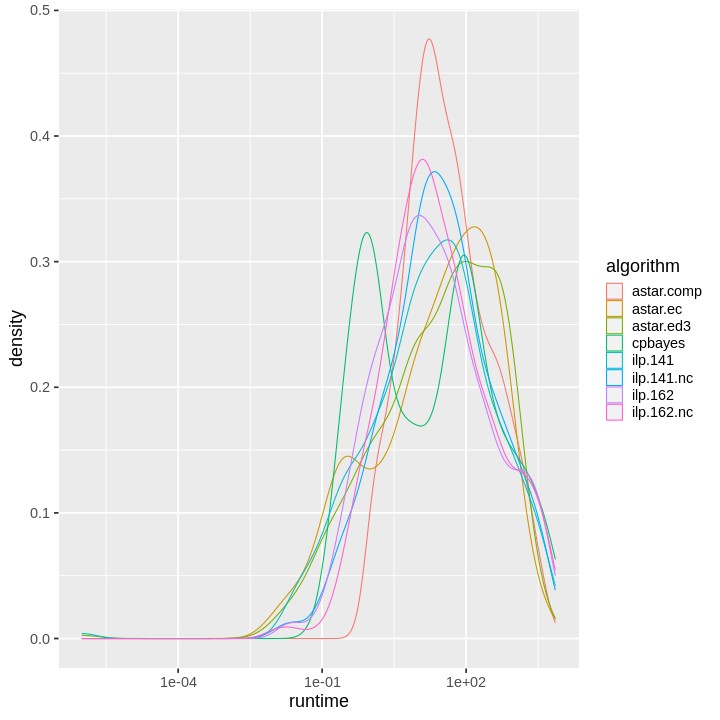 0.5
0.4
0.3
0.2
0.1
0.0
density
1e-04 1e-01 1e+02
runtime
algorithm
astar.comp
astar.ec
astar.ed3
cpbayes
ilp.141
ilp.141.nc
ilp.162
ilp.162.nc